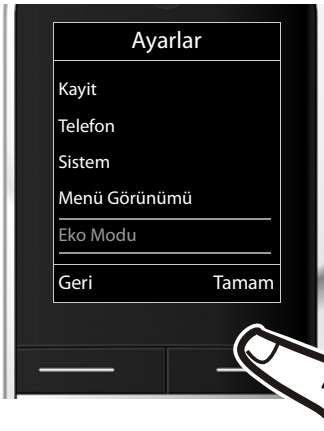 Ayarlar
Kayit
Telefon
Sistem
Menü Görünümü
Eko Modu
Geri Tamam